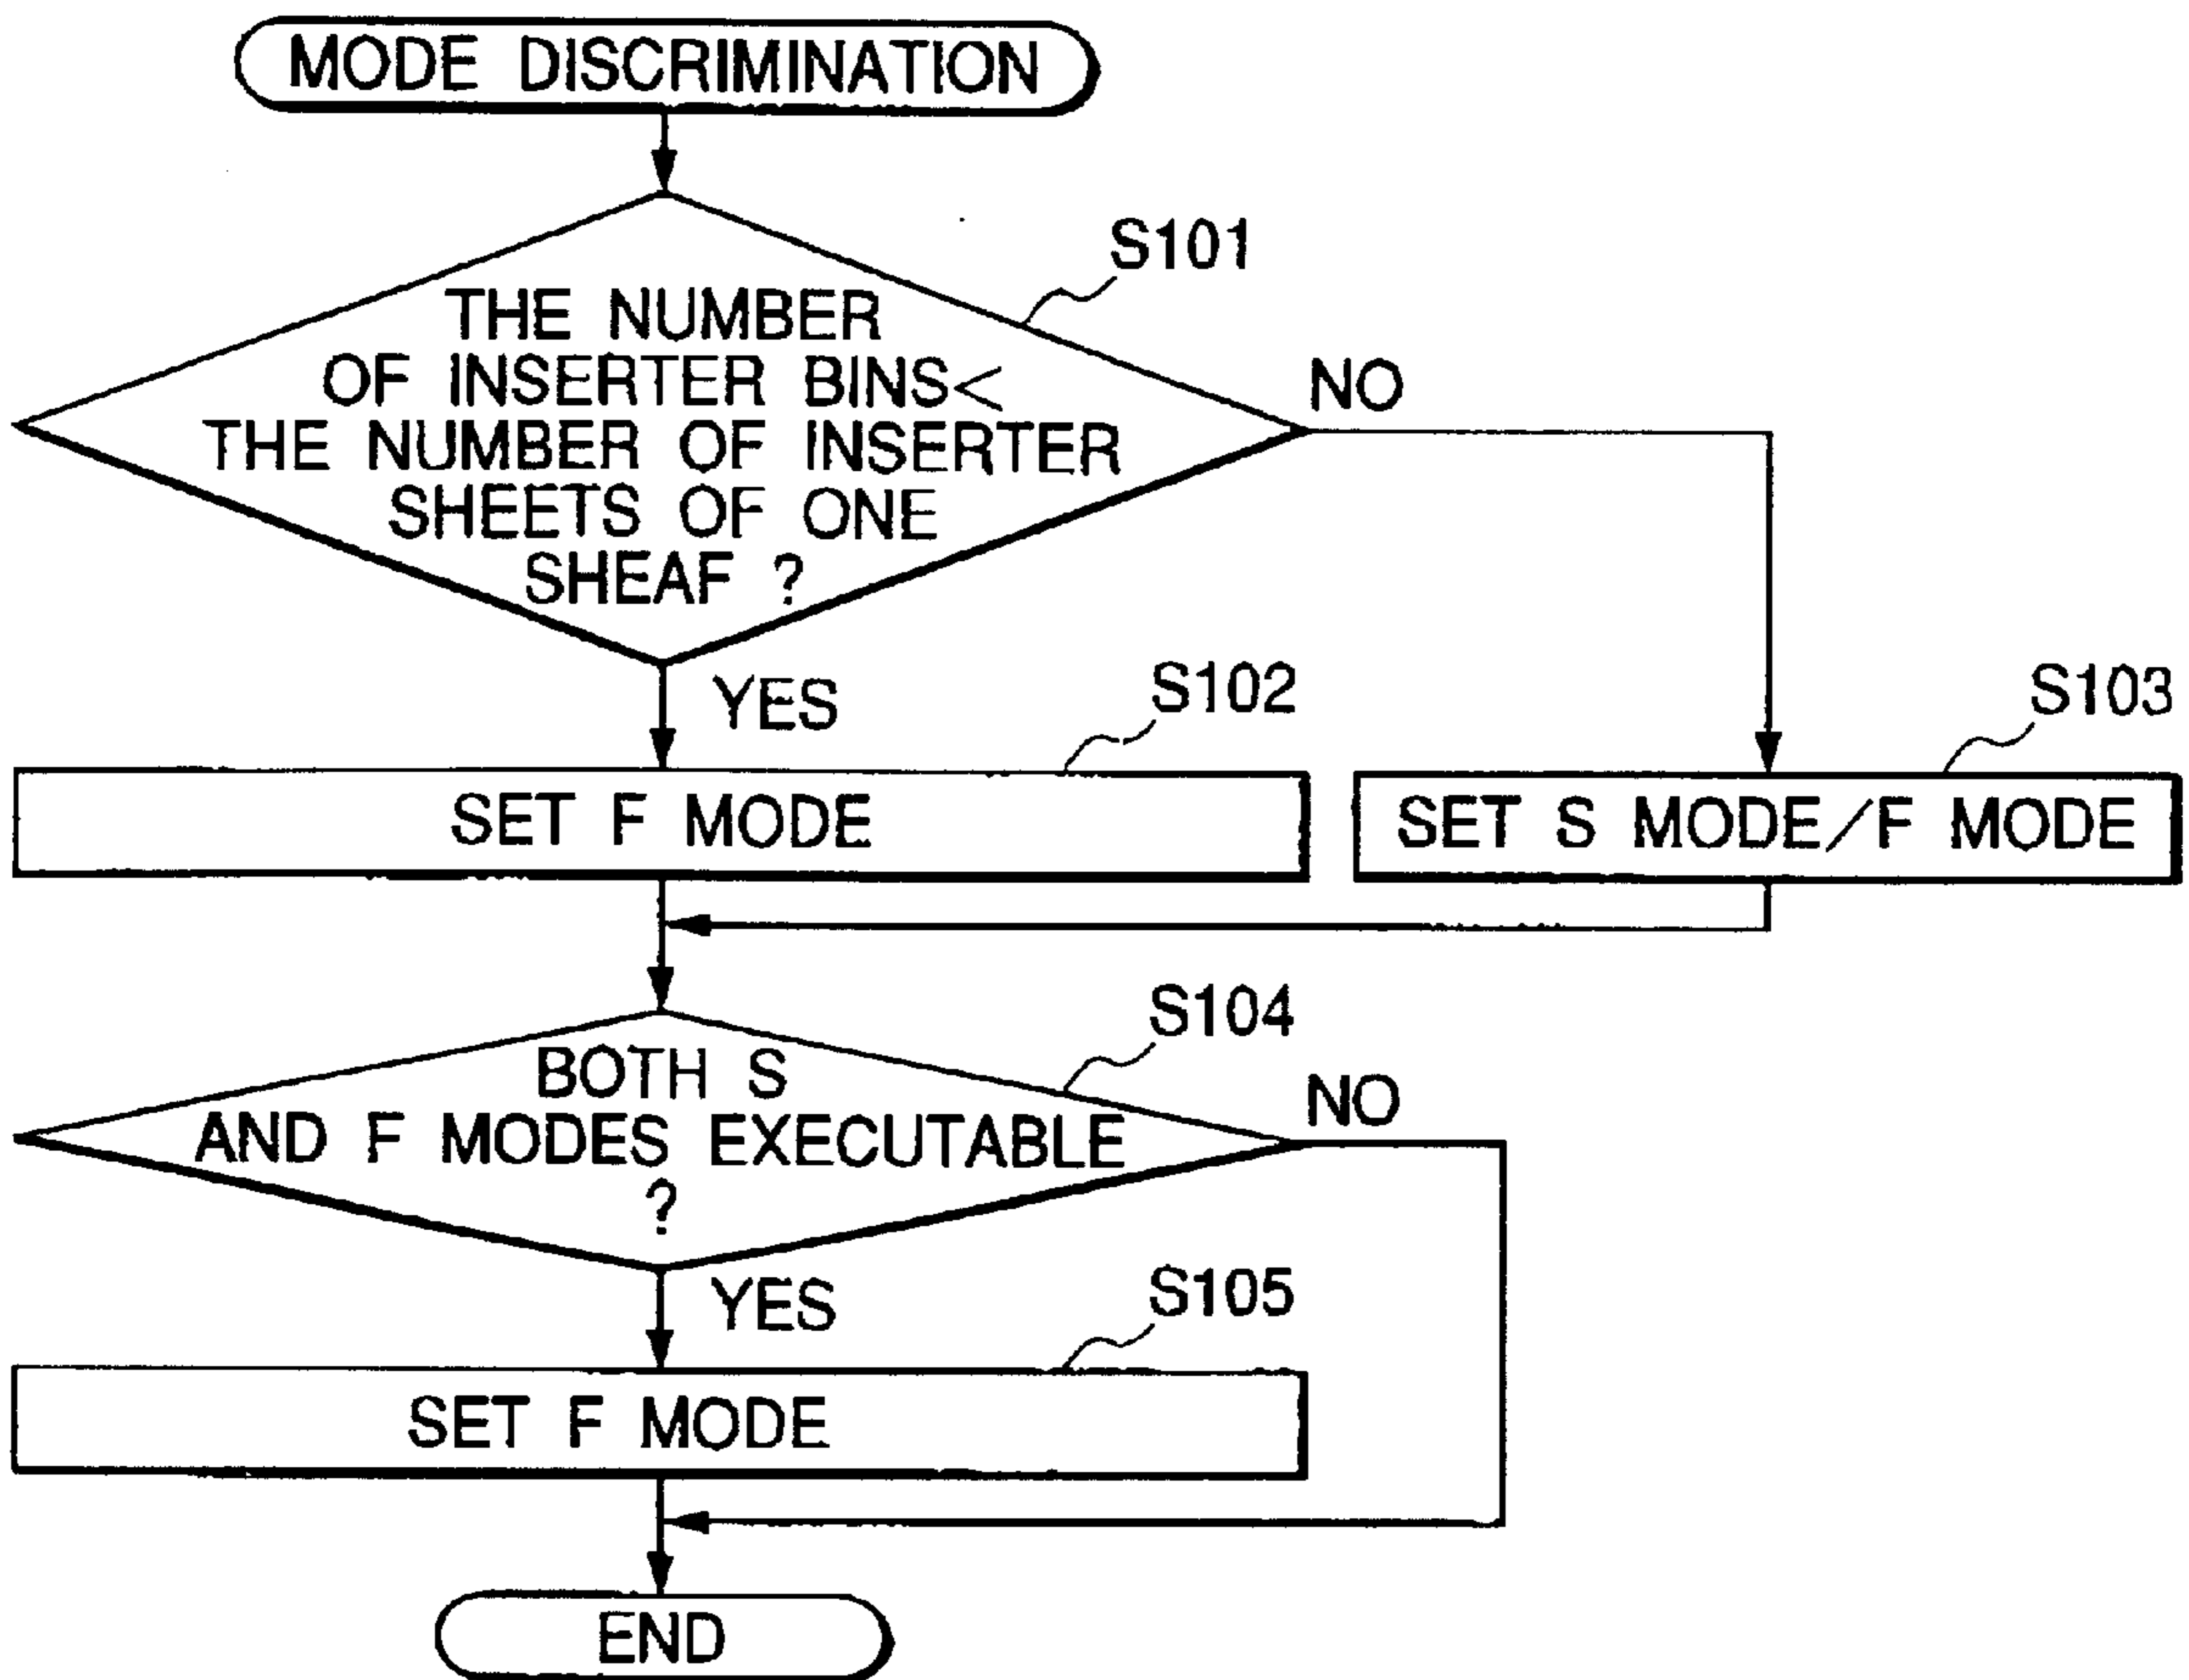 MODE DISCRIMINATION
S101
THE NUMBER
OF INSERTER BINS<
THE NUMBER OF INSERTER
SHEETS OF ONE
SHEAF ?
NO
YES
S102
S103
SET F MODE
SET S MODE/F MODE
S104
BOTH S
AND F MODES EXECUTABLE
?
NO
YES
S105
SET F MODE
END